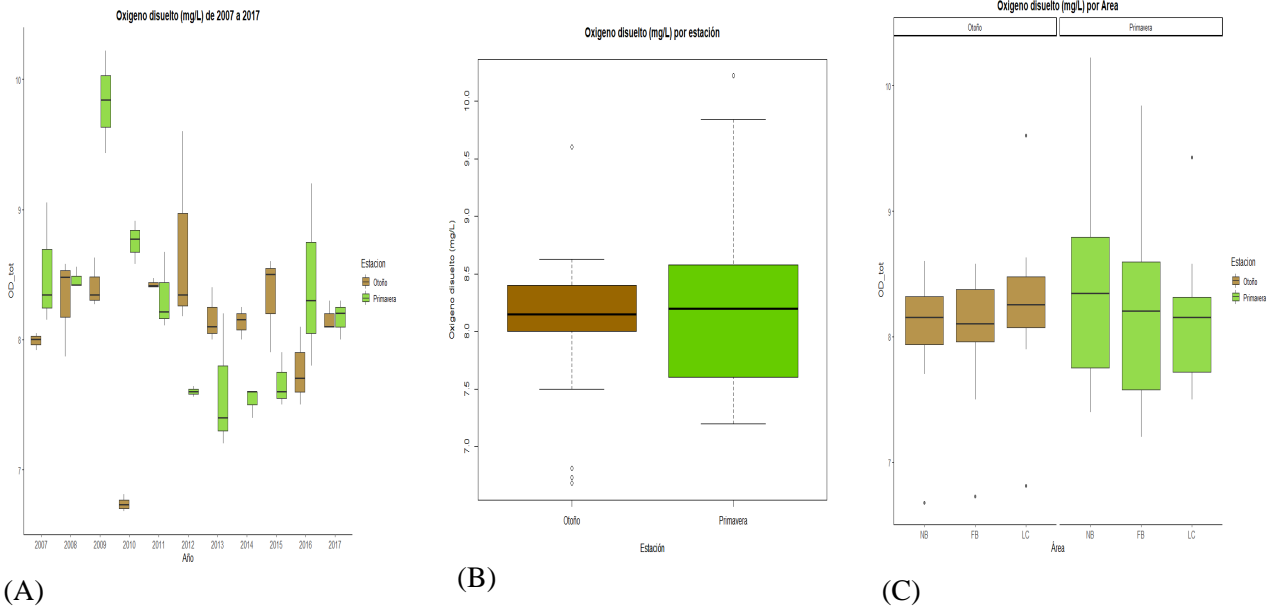 Oxigeno disuelto (mg/L) de 2007 a 2017
OD_tot
10
9
8
7
2007 2008 2009 2010 2011 2012 2013 2014 2015 2016 2017
Año
Estacion
Otoño
Primavera
(A)
Oxigeno disuelto (mg/L) por estación
Oxigeno disuelto (mg/L)
10.0
9.5
9.0
8.5
8.0
7.5
7.0
Otoño Primavera
Estación
(B)
Oxigeno disuelto (mg/L) por Area
Otoño Primavera
OD_tot
10
9
8
7
NB FB LC NB FB LC
Área
Estacion
Otoño
Primavera
(C)